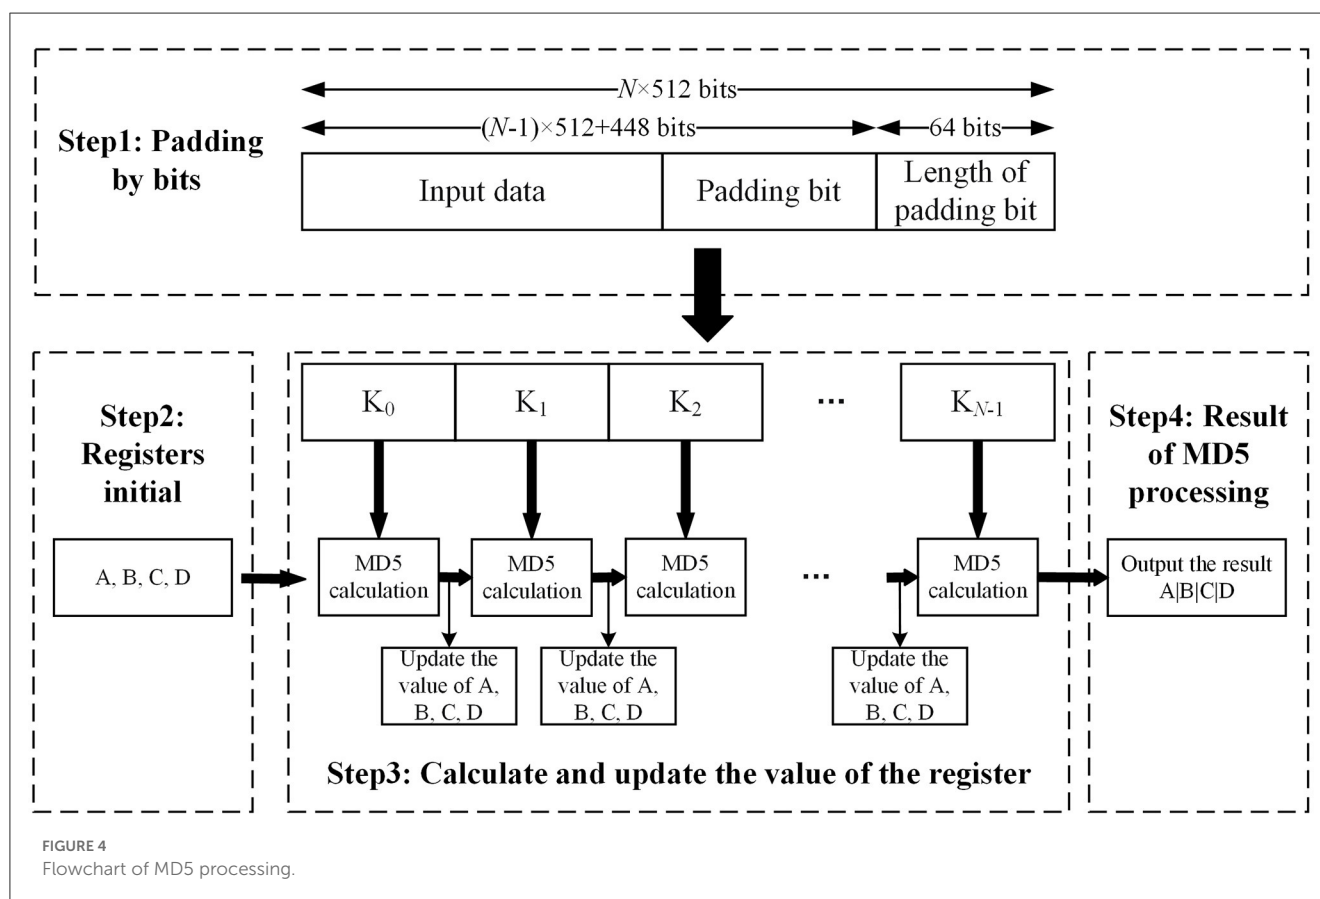 N×512 bits
(N-1)×512+448 bits
64 bits
Step1: Padding
by bits
Input data
Padding bit
Length of
padding bit
Step2:
Registers
initial
A, B, C, D
K0
K1
K2
...
KN-1
MD5
calculation
MD5
calculation
MD5
calculation
...
MD5
calculation
Update the
value of A,
B, C, D
Update the
value of A,
B, C, D
Update the
value of A,
B, C, D
Step3: Calculate and update the value of the register
Step4: Result
of MD5
processing
Output the result
A|B|C|D
FIGURE 4
Flowchart of MD5 processing.